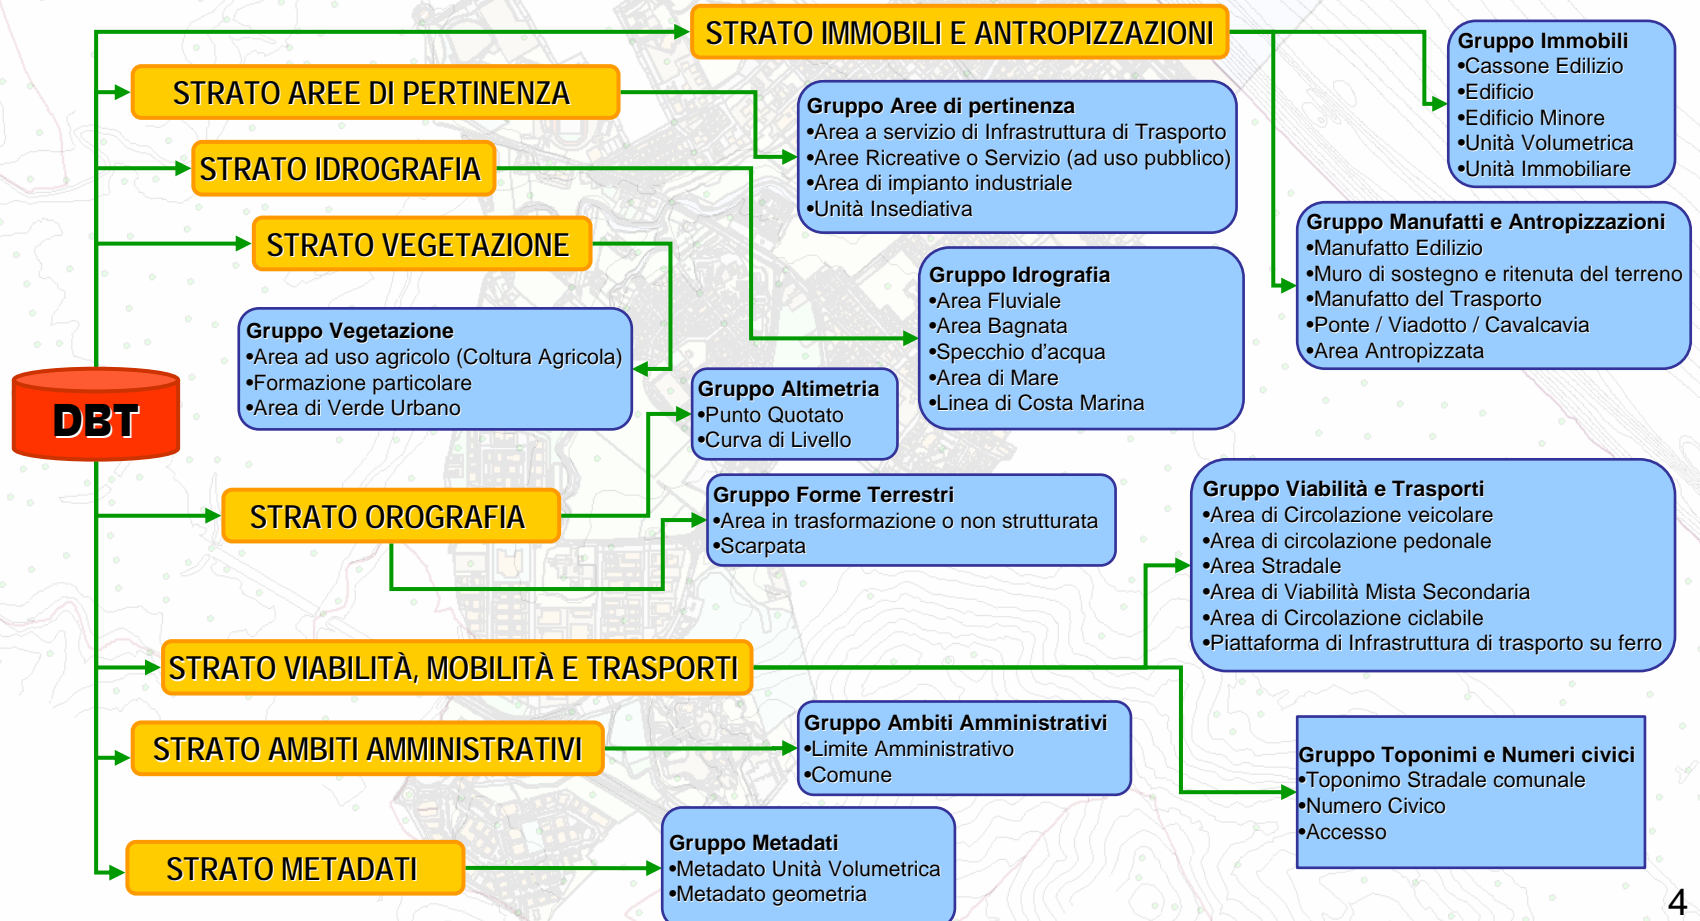 STRATO IMMOBILI E ANTROPIZZAZIONI
Gruppo Immobili
•Cassone Edilizio
•Edificio
•Edificio Minore
•Unità Volumetrica
•Unità Immobiliare
Gruppo Manufatti e Antropizzazioni
•Manufatto Edilizio
•Muro di sostegno e ritenuta del terreno
•Manufatto del Trasporto
•Ponte / Viadotto / Cavalcavia
•Area Antropizzata
STRATO AREE DI PERTINENZA
Gruppo Aree di pertinenza
•Area a servizio di Infrastruttura di Trasporto
•Aree Ricreative o Servizio (ad uso pubblico)
•Area di impianto industriale
•Unità Insediativa
STRATO IDROGRAFIA
Gruppo Idrografia
•Area Fluviale
•Area Bagnata
•Specchio d'acqua
•Area di Mare
•Linea di Costa Marina
STRATO VEGETAZIONE
Gruppo Vegetazione
•Area ad uso agricolo (Coltura Agricola)
•Formazione particolare
•Area di Verde Urbano
DBT
STRATO OROGRAFIA
Gruppo Altimetria
•Punto Quotato
•Curva di Livello
Gruppo Forme Terrestri
•Area in trasformazione o non strutturata
•Scarpata
STRATO VIABILITÀ, MOBILITÀ E TRASPORTI
Gruppo Viabilità e Trasporti
•Area di Circolazione veicolare
•Area di circolazione pedonale
•Area Stradale
•Area di Viabilità Mista Secondaria
•Area di Circolazione ciclabile
•Piattaforma di Infrastruttura di trasporto su ferro
Gruppo Toponimi e Numeri civici
•Toponimo Stradale comunale
•Numero Civico
•Accesso
STRATO AMBITI AMMINISTRATIVI
Gruppo Ambiti Amministrativi
•Limite Amministrativo
•Comune
STRATO METADATI
Gruppo Metadati
•Metadato Unità Volumetrica
•Metadato geometria
4